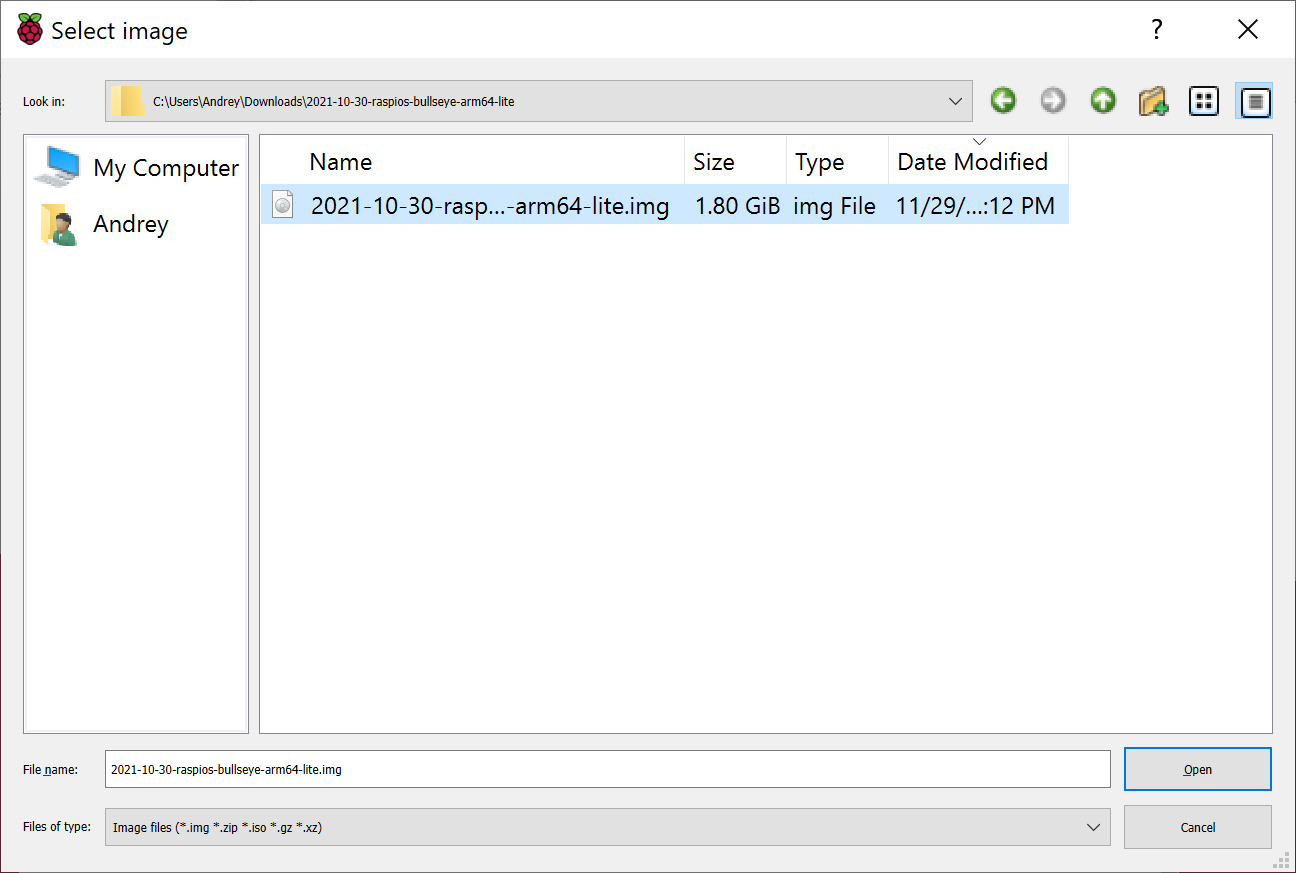 Select image
?
Look in: C:\Users\Andrey\Downloads\2021-10-30-raspios-bullseye-arm64-lite
My Computer
Andrey
Name Size Type Date Modified
2021-10-30-rasp...-arm64-lite.img 1.80 GiB img File 11/29/...:12 PM
File name: 2021-10-30-raspios-bullseye-arm64-lite.img Open
Files of type: Image files (*.img *.zip *.iso *.gz *.xz) Cancel